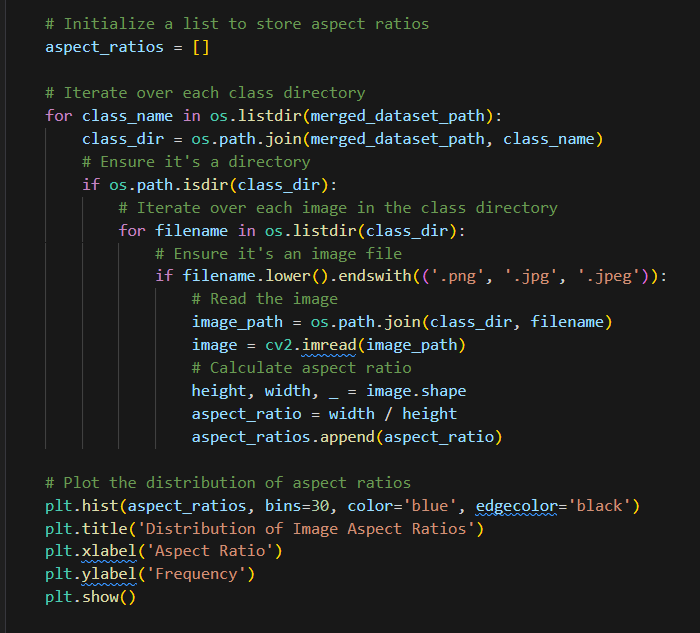 # Initialize a list to store aspect ratios
aspect_ratios = []
# Iterate over each class directory
for class_name in os.listdir(merged_dataset_path):
    class_dir = os.path.join(merged_dataset_path, class_name)
    # Ensure it's a directory
    if os.path.isdir(class_dir):
        # Iterate over each image in the class directory
        for filename in os.listdir(class_dir):
            # Ensure it's an image file
            if filename.lower().endswith(('.png', '.jpg', '.jpeg')):
                # Read the image
                image_path = os.path.join(class_dir, filename)
                image = cv2.imread(image_path)
                # Calculate aspect ratio
                height, width, _ = image.shape
                aspect_ratio = width / height
                aspect_ratios.append(aspect_ratio)
# Plot the distribution of aspect ratios
plt.hist(aspect_ratios, bins=30, color='blue', edgecolor='black')
plt.title('Distribution of Image Aspect Ratios')
plt.xlabel('Aspect Ratio')
plt.ylabel('Frequency')
plt.show()